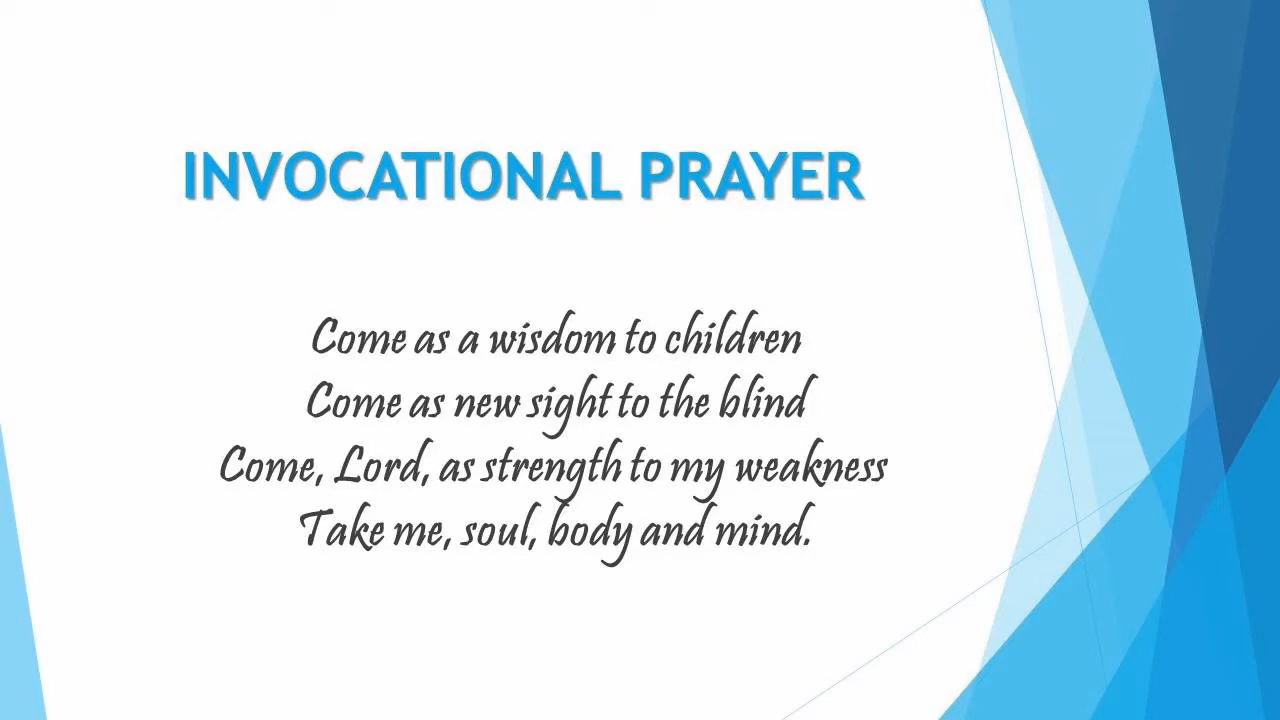 INVOCATIONAL PRAYER
Come as a wisdom to children
Come as new sight to the blind
Come, Lord, as strength to my weakness
Take me, soul, body and mind.